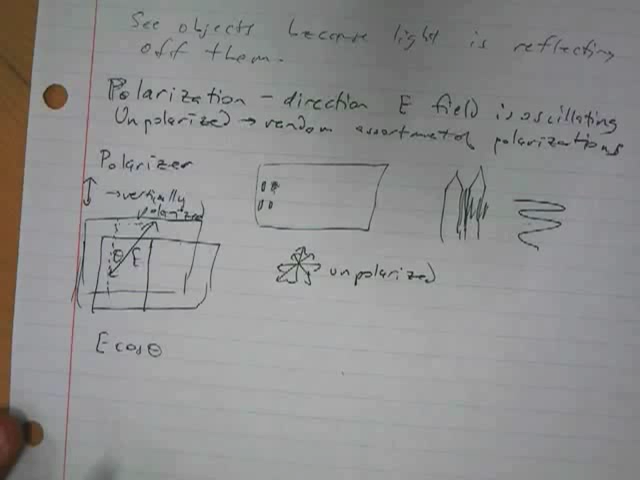 See objects because light is reflecting
off them.
Polarization - direction E field is oscillating
Unpolarized → random assortment of polarizations
Polarizer
→ vertically
polarized
θ E
unpolarized
E cos θ